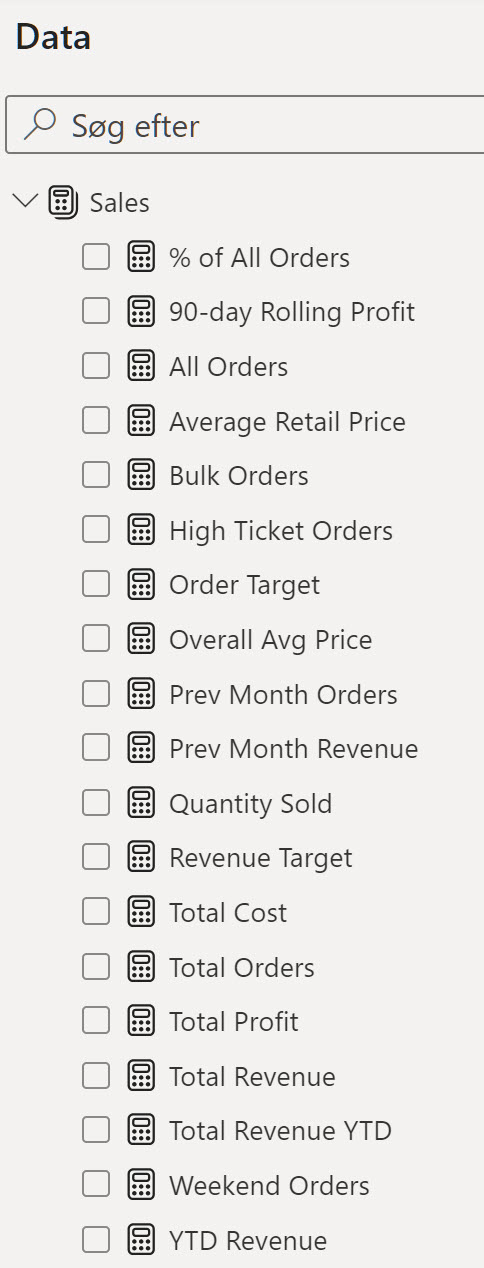 Data
Søg efter
Sales
% of All Orders
90-day Rolling Profit
All Orders
Average Retail Price
Bulk Orders
High Ticket Orders
Order Target
Overall Avg Price
Prev Month Orders
Prev Month Revenue
Quantity Sold
Revenue Target
Total Cost
Total Orders
Total Profit
Total Revenue
Total Revenue YTD
Weekend Orders
YTD Revenue